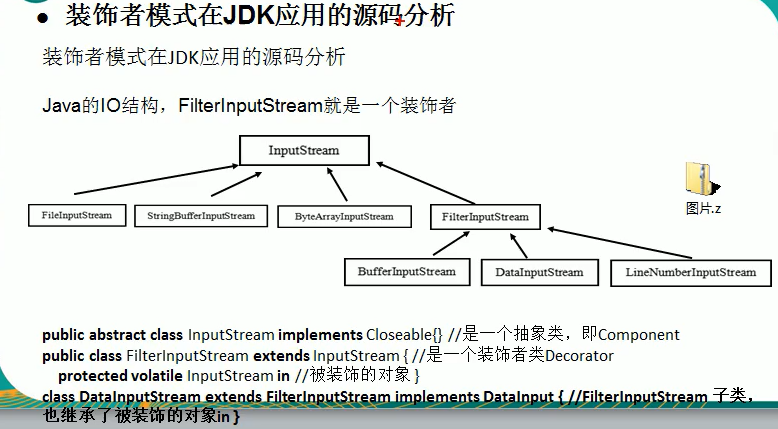 ● 装饰者模式在JDK应用的源码分析
装饰者模式在JDK应用的源码分析
Java的IO结构，FilterInputStream就是一个装饰者
InputStream
图片.z
FileInputStream
StringBufferInputStream
ByteArrayInputStream
FilterInputStream
BufferInputStream
DataInputStream
LineNumberInputStream
public abstract class InputStream implements Closeable{} //是一个抽象类，即Component
public class FilterInputStream extends InputStream { //是一个装饰者类Decorator
protected volatile InputStream in //被装饰的对象 }
class DataInputStream extends FilterInputStream implements DataInput { //FilterInputStream 子类，
也继承了被装饰的对象in }